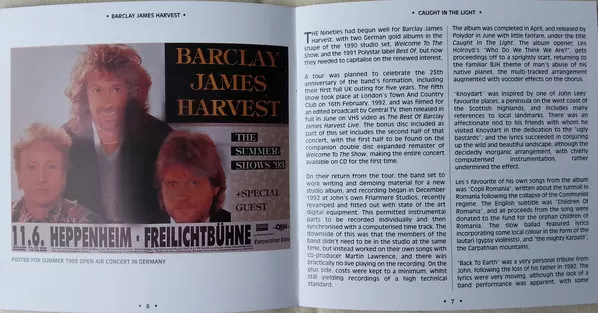 • BARCLAY JAMES HARVEST •
BARCLAY
JAMES
HARVEST
THE
SUMMER
SHOWS '93
+SPECIAL
GUEST
11.6. HEPPENHEIM - FREILICHTBÜHNE
POSTER FOR SUMMER 1993 OPEN AIR CONCERT IN GERMANY
6
• CAUGHT IN THE LIGHT •
THE Nineties had begun well for Barclay James
Harvest, with two German gold albums in the
shape of the 1990 studio set, Welcome To The
Show, and the 1991 Polystar label Best Of, but now
they needed to capitalise on the renewed interest.
A tour was planned to celebrate the 25th
anniversary of the band's formation, including
their first full UK outing for five years. The fifth
show took place at London's Town And Country
Club on 16th February, 1992, and was filmed for
an edited broadcast by Central TV, then released in
full in June on VHS video as The Best Of Barclay
James Harvest Live. The bonus disc included as
part of this set includes the second half of that
concert, with the first half to be found on the
companion double disc expanded remaster of
Welcome To The Show, making the entire concert
available on CD for the first time.
On their return from the tour, the band set to
work writing and demoing material for a new
studio album, and recording began in December
1992 at John's own Friarmere Studios, recently
revamped and fitted out with state of the art
digital equipment. This permitted instrumental
parts to be recorded individually and then
synchronised with a computerised time track. The
downside of this was that the members of the
band didn't need to be in the studio at the same
time, but instead worked on their own songs with
co-producer Martin Lawrence, and there was
practically no live playing on the recording. On the
plus side, costs were kept to a minimum, whilst
still yielding recordings of a high technical
standard.
The album was completed in April, and released by
Polydor in June with little fanfare, under the title
Caught In The Light. The album opener, Les
Holroyd's "Who Do We Think We Are?", gets
proceedings off to a sprightly start, returning to
the familiar BJH theme of man's abuse of his
native planet, the multi-tracked arrangement
augmented with vocoder effects on the chorus.
"Knoydart" was inspired by one of John Lees'
favourite places, a peninsula on the west coast of
the Scottish highlands, and includes many
references to local landmarks. There was an
affectionate nod to his friends with whom he
visited Knoydart in the dedication to the "ugly
bastards", and the lyrics succeeded in conjuring
up the wild and beautiful landscape, although the
decidedly inorganic arrangement, with chiefly
computerised instrumentation, rather
undermined the effect.
Les's favourite of his own songs from the album
was "Copii Romania", written about the turmoil in
Romania following the collapse of the Communist
regime. The English subtitle was "Children Of
Romania", and all proceeds from the song were
donated to the fund for the orphan children of
Romania. The slow ballad featured lyrics
incorporating some local colour in the form of the
lautari (gypsy violinists), and "the mighty Karpatii",
the Carpathian mountains.
"Back To Earth" was a very personal tribute from
John, following the loss of his father in 1992. The
lyrics were very moving, although the lack of a
band performance was apparent, with some
7